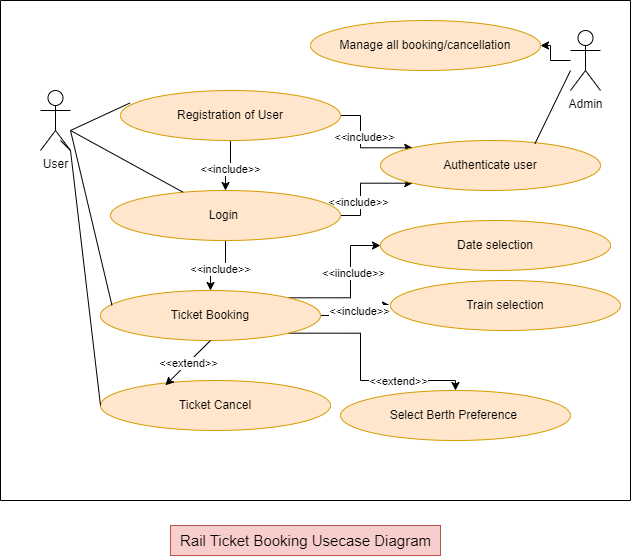 Manage all booking/cancellation
Admin
User
Registration of User
<<include>>
Authenticate user
<<include>>
Login
<<include>>
Date selection
<<include>>
<<iinclude>>
Train selection
Ticket Booking
<<include>>
<<extend>>
<<extend>>
Ticket Cancel
Select Berth Preference
Rail Ticket Booking Usecase Diagram